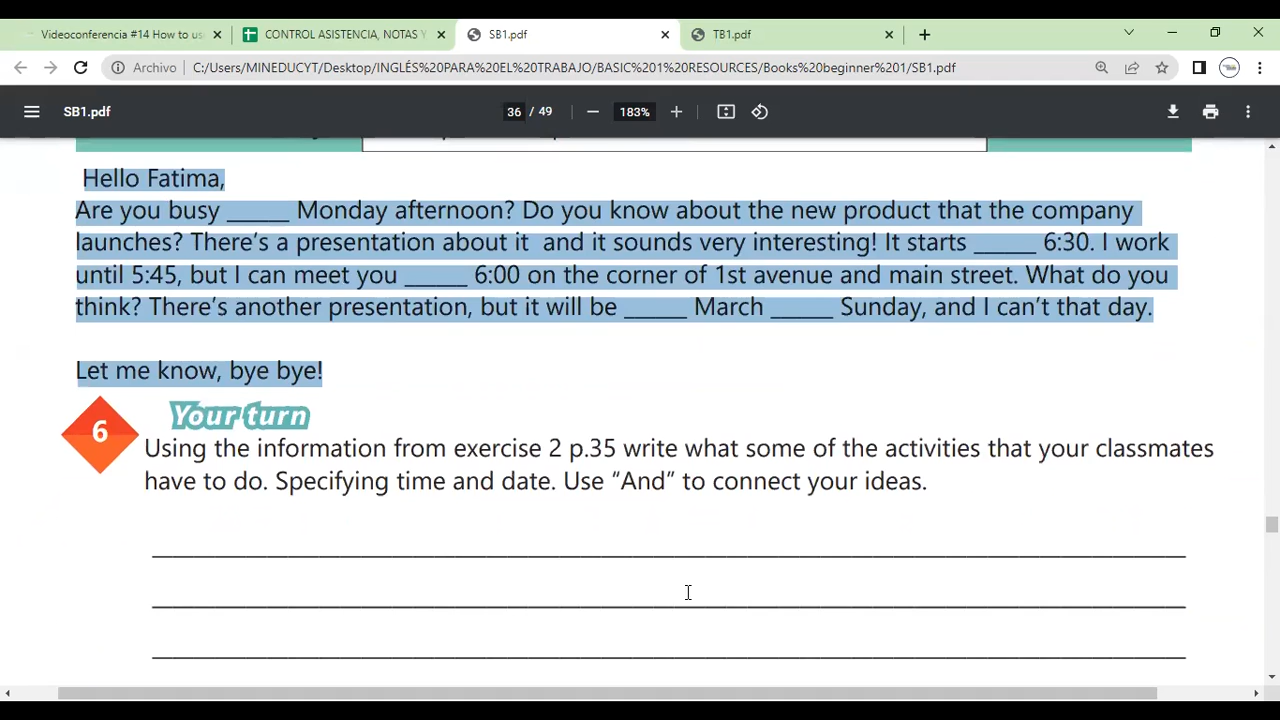 Videoconferencia #14 How to us
CONTROL ASISTENCIA, NOTAS Y
SB1.pdf
TB1.pdf
Archivo C:/Users/MINEDUCYT/Desktop/INGLÉS%20PARA%20EL%20TRABAJO/BASIC%201%20RESOURCES/Books%20beginner%201/SB1.pdf
SB1.pdf
36 / 49
183%
Hello Fatima,
Are you busy ______ Monday afternoon? Do you know about the new product that the company
launches? There's a presentation about it and it sounds very interesting! It starts ______ 6:30. I work
until 5:45, but I can meet you ______ 6:00 on the corner of 1st avenue and main street. What do you
think? There's another presentation, but it will be ______ March ______ Sunday, and I can't that day.
Let me know, bye bye!
6
Your turn
Using the information from exercise 2 p.35 write what some of the activities that your classmates
have to do. Specifying time and date. Use “And” to connect your ideas.